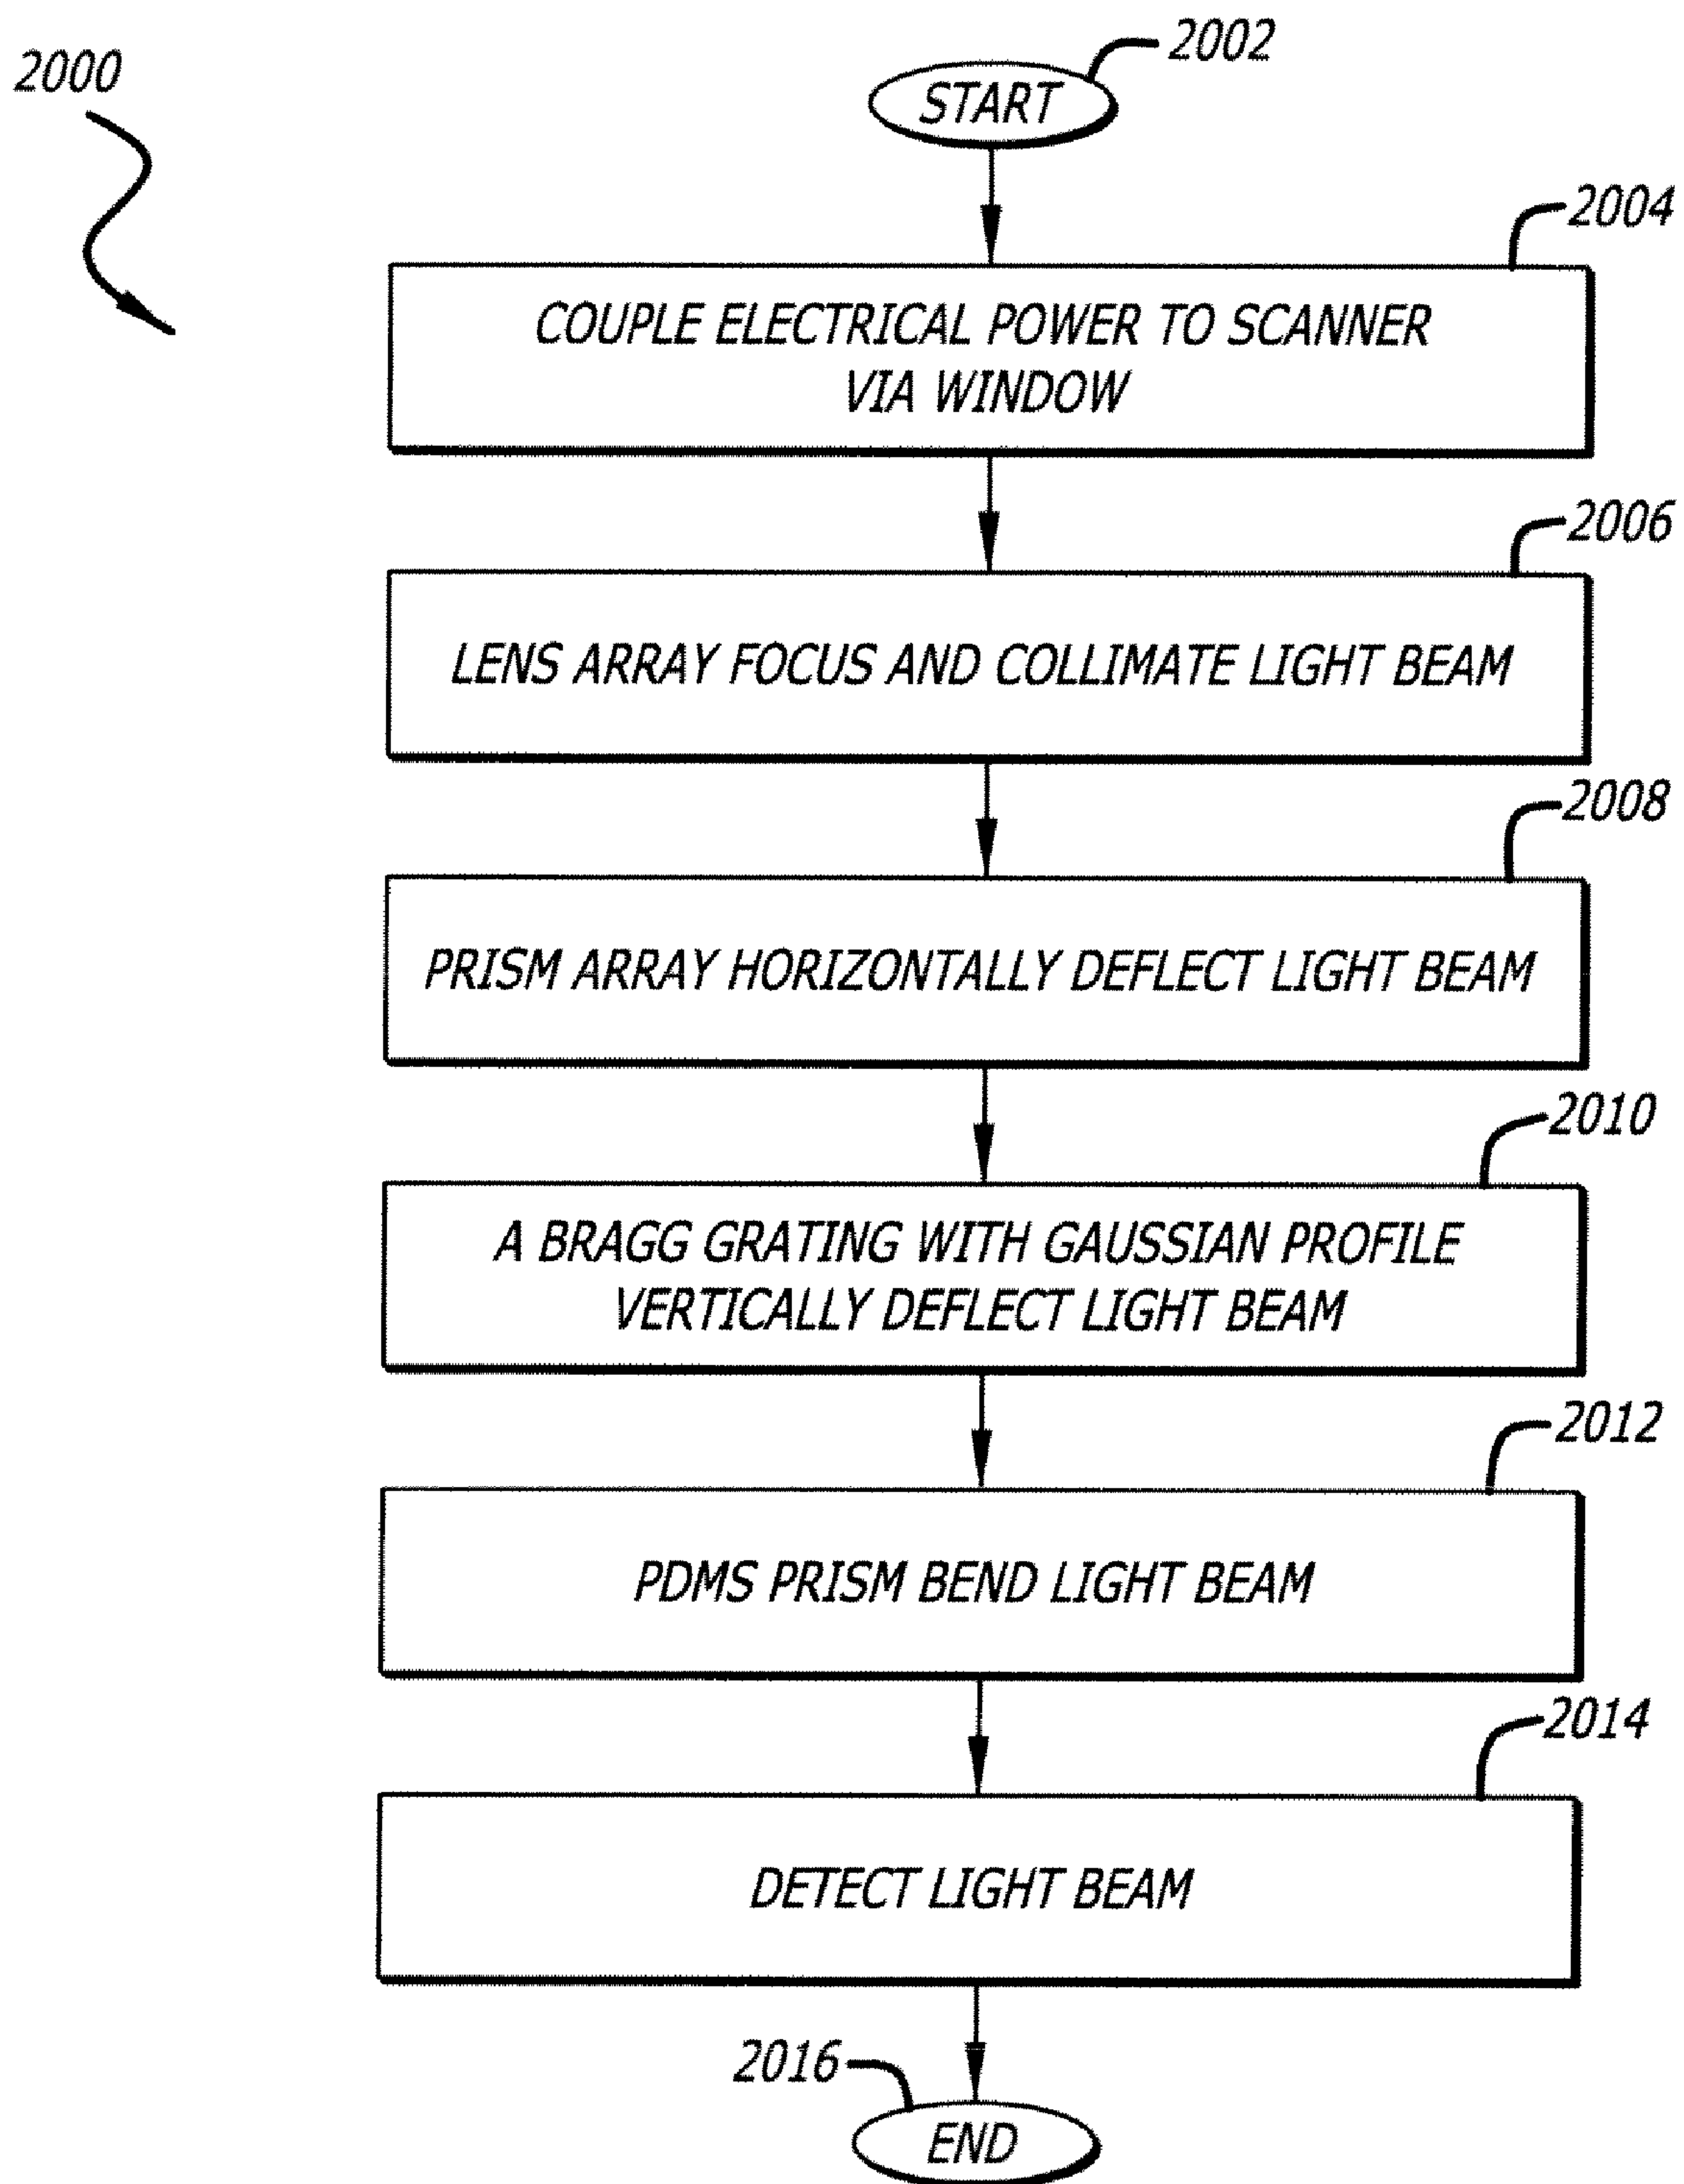 2000
2002
START
2004
COUPLE ELECTRICAL POWER TO SCANNER
VIA WINDOW
2006
LENS ARRAY FOCUS AND COLLIMATE LIGHT BEAM
2008
PRISM ARRAY HORIZONTALLY DEFLECT LIGHT BEAM
2010
A BRAGG GRATING WITH GAUSSIAN PROFILE
VERTICALLY DEFLECT LIGHT BEAM
2012
PDMS PRISM BEND LIGHT BEAM
2014
DETECT LIGHT BEAM
2016
END